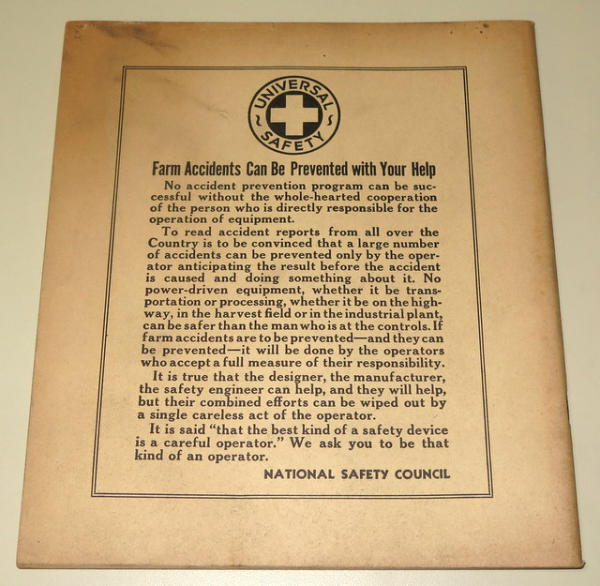 UNIVERSAL
SAFETY
Farm Accidents Can Be Prevented with Your Help
No accident prevention program can be suc-
cessful without the whole-hearted cooperation
of the person who is directly responsible for the
operation of equipment.
To read accident reports from all over the
Country is to be convinced that a large number
of accidents can be prevented only by the oper-
ator anticipating the result before the accident
is caused and doing something about it. No
power-driven equipment, whether it be trans-
portation or processing, whether it be on the high-
way, in the harvest field or in the industrial plant,
can be safer than the man who is at the controls. If
farm accidents are to be prevented—and they can
be prevented—it will be done by the operators
who accept a full measure of their responsibility.
It is true that the designer, the manufacturer,
the safety engineer can help, and they will help,
but their combined efforts can be wiped out by
a single careless act of the operator.
It is said "that the best kind of a safety device
is a careful operator." We ask you to be that
kind of an operator.
NATIONAL SAFETY COUNCIL